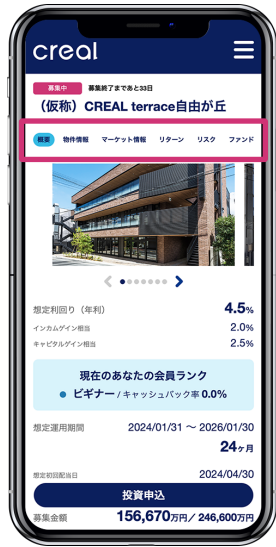 creal
募集中 募集終了まであと33日
（仮称）CREAL terrace自由が丘
概要 物件情報 マーケット情報 リターン リスク ファンド
想定利回り（年利） 4.5%
インカムゲイン相当 2.0%
キャピタルゲイン相当 2.5%
現在のあなたの会員ランク
ビギナー / キャッシュバック率 0.0%
想定運用期間 2024/01/31 〜 2026/01/30
24ヶ月
想定初回配当日 2024/04/30
投資申込
募集金額 156,670万円 / 246,600万円